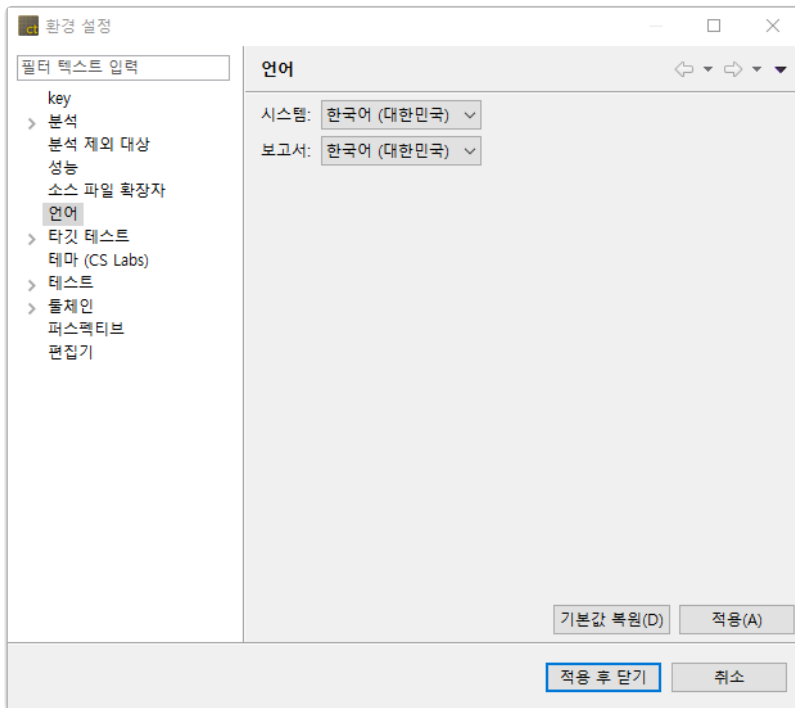 ct 환경 설정
필터 텍스트 입력
key
분석
분석 제외 대상
성능
소스 파일 확장자
언어
타깃 테스트
테마 (CS Labs)
테스트
툴체인
퍼스펙티브
편집기
언어
시스템: 한국어 (대한민국)
보고서: 한국어 (대한민국)
기본값 복원(D) 적용(A)
적용 후 닫기 취소